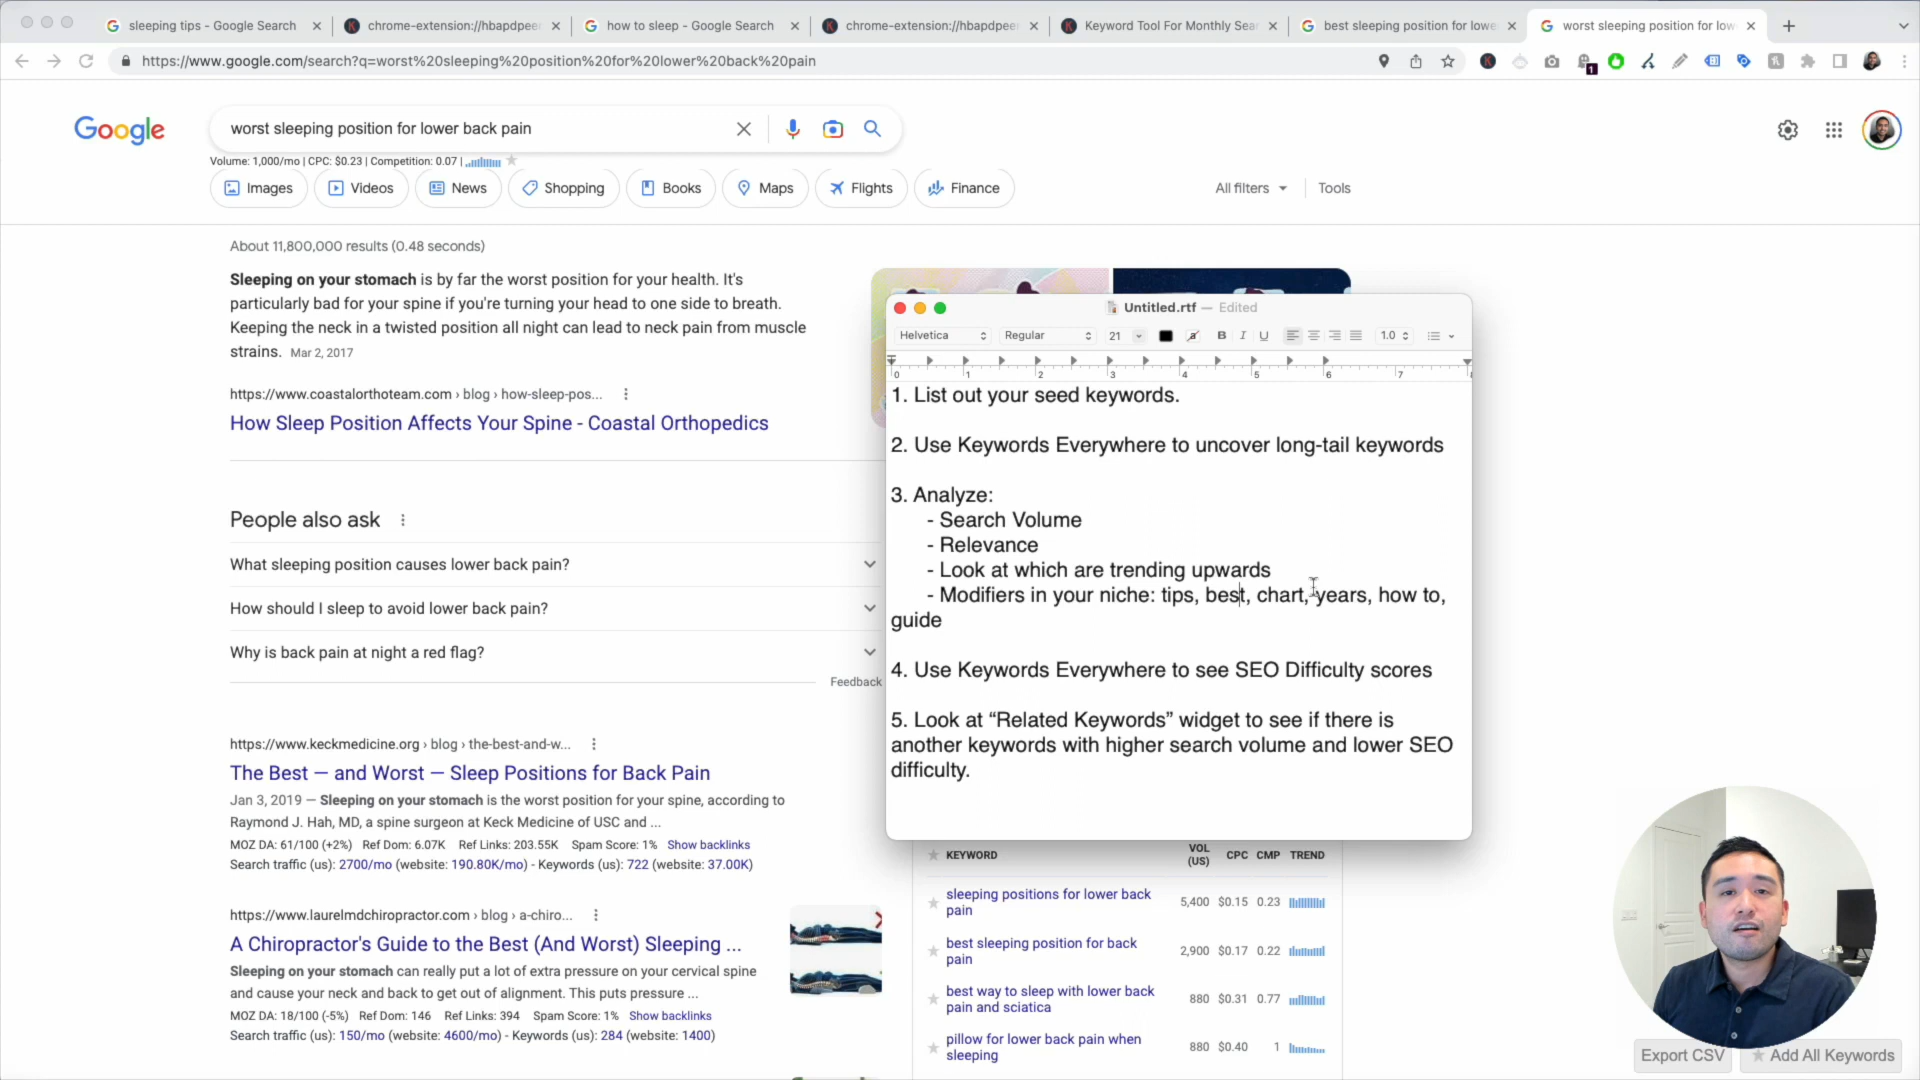 sleeping tips - Google Search
chrome-extension://hbapdpeer
how to sleep - Google Search
chrome-extension://hbapdpeer
Keyword Tool For Monthly Sear
best sleeping position for lowe
worst sleeping position for low
https://www.google.com/search?q=worst%20sleeping%20position%20for%20lower%20back%20pain
1
Google
worst sleeping position for lower back pain
Volume: 1,000/mo | CPC: $0.23 | Competition: 0.07 |
Images
Videos
News
Shopping
Books
Maps
Flights
Finance
All filters
Tools
About 11,800,000 results (0.48 seconds)
Sleeping on your stomach is by far the worst position for your health. It's
particularly bad for your spine if you're turning your head to one side to breath.
Keeping the neck in a twisted position all night can lead to neck pain from muscle
strains. Mar 2, 2017
https://www.coastalorthoteam.com › blog › how-sleep-pos...
How Sleep Position Affects Your Spine - Coastal Orthopedics
People also ask
What sleeping position causes lower back pain?
How should I sleep to avoid lower back pain?
Why is back pain at night a red flag?
Feedback
https://www.keckmedicine.org › blog › the-best-and-w...
The Best — and Worst — Sleep Positions for Back Pain
Jan 3, 2019 — Sleeping on your stomach is the worst position for your spine, according to
Raymond J. Hah, MD, a spine surgeon at Keck Medicine of USC and ...
MOZ DA: 61/100 (+2%) Ref Dom: 6.07K Ref Links: 203.55K Spam Score: 1% Show backlinks
Search traffic (us): 2700/mo (website: 190.80K/mo) - Keywords (us): 722 (website: 37.00K)
https://www.laurelmdchiropractor.com › blog › a-chiro...
A Chiropractor's Guide to the Best (And Worst) Sleeping ...
Sleeping on your stomach can really put a lot of extra pressure on your cervical spine
and cause your neck and back to get out of alignment. This puts pressure ...
MOZ DA: 18/100 (-5%) Ref Dom: 146 Ref Links: 394 Spam Score: 1% Show backlinks
Search traffic (us): 150/mo (website: 4600/mo) - Keywords (us): 284 (website: 1400)
Untitled.rtf — Edited
Helvetica Regular 21 a B I U 1.0
0 1 2 3 4 5 6 7 8
1. List out your seed keywords.
2. Use Keywords Everywhere to uncover long-tail keywords
3. Analyze:
- Search Volume
- Relevance
- Look at which are trending upwards
- Modifiers in your niche: tips, best, chart, years, how to,
guide
4. Use Keywords Everywhere to see SEO Difficulty scores
5. Look at “Related Keywords” widget to see if there is
another keywords with higher search volume and lower SEO
difficulty.
KEYWORD VOL (US) CPC CMP TREND
sleeping positions for lower back
pain 5,400 $0.15 0.23
best sleeping position for back
pain 2,900 $0.17 0.22
best way to sleep with lower back
pain and sciatica 880 $0.31 0.77
pillow for lower back pain when
sleeping 880 $0.40 1
Export CSV
Add All Keywords